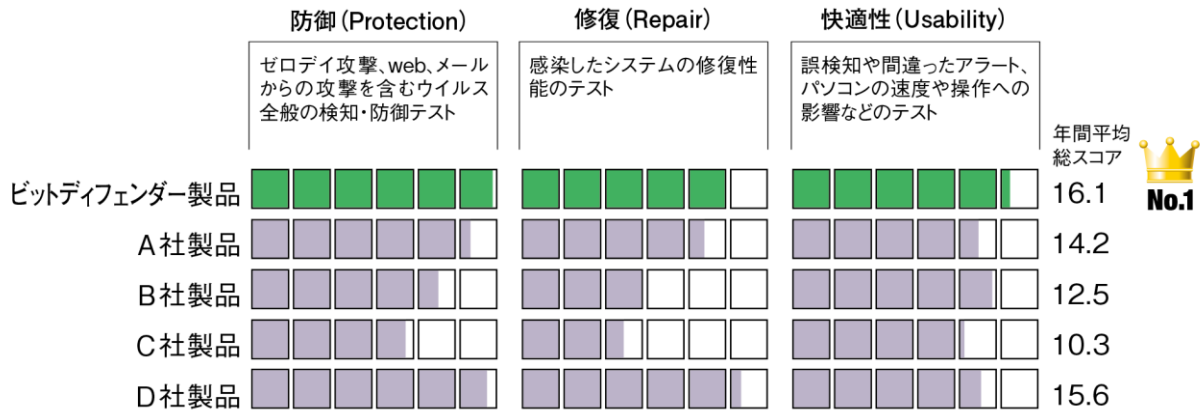 防御（Protection）
ゼロデイ攻撃、web、メール
からの攻撃を含むウイルス
全般の検知・防御テスト
修復（Repair）
感染したシステムの修復性
能のテスト
快適性（Usability）
誤検知や間違ったアラート、
パソコンの速度や操作への
影響などのテスト
年間平均
総スコア
ビットディフェンダー製品 16.1 No.1
A社製品 14.2
B社製品 12.5
C社製品 10.3
D社製品 15.6